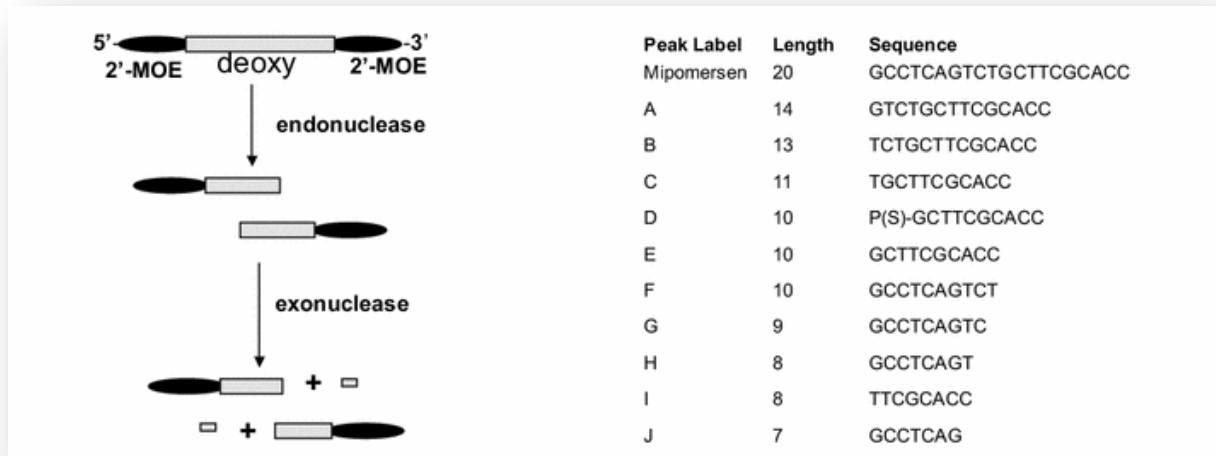 5'- -3'
2'-MOE deoxy 2'-MOE
endonuclease
exonuclease
+
+
Peak Label Length Sequence
Mipomersen 20 GCCTCAGTCTGCTTCGCACC
A 14 GTCTGCTTCGCACC
B 13 TCTGCTTCGCACC
C 11 TGCTTCGCACC
D 10 P(S)-GCTTCGCACC
E 10 GCTTCGCACC
F 10 GCCTCAGTCT
G 9 GCCTCAGTC
H 8 GCCTCAGT
I 8 TTCGCACC
J 7 GCCTCAG